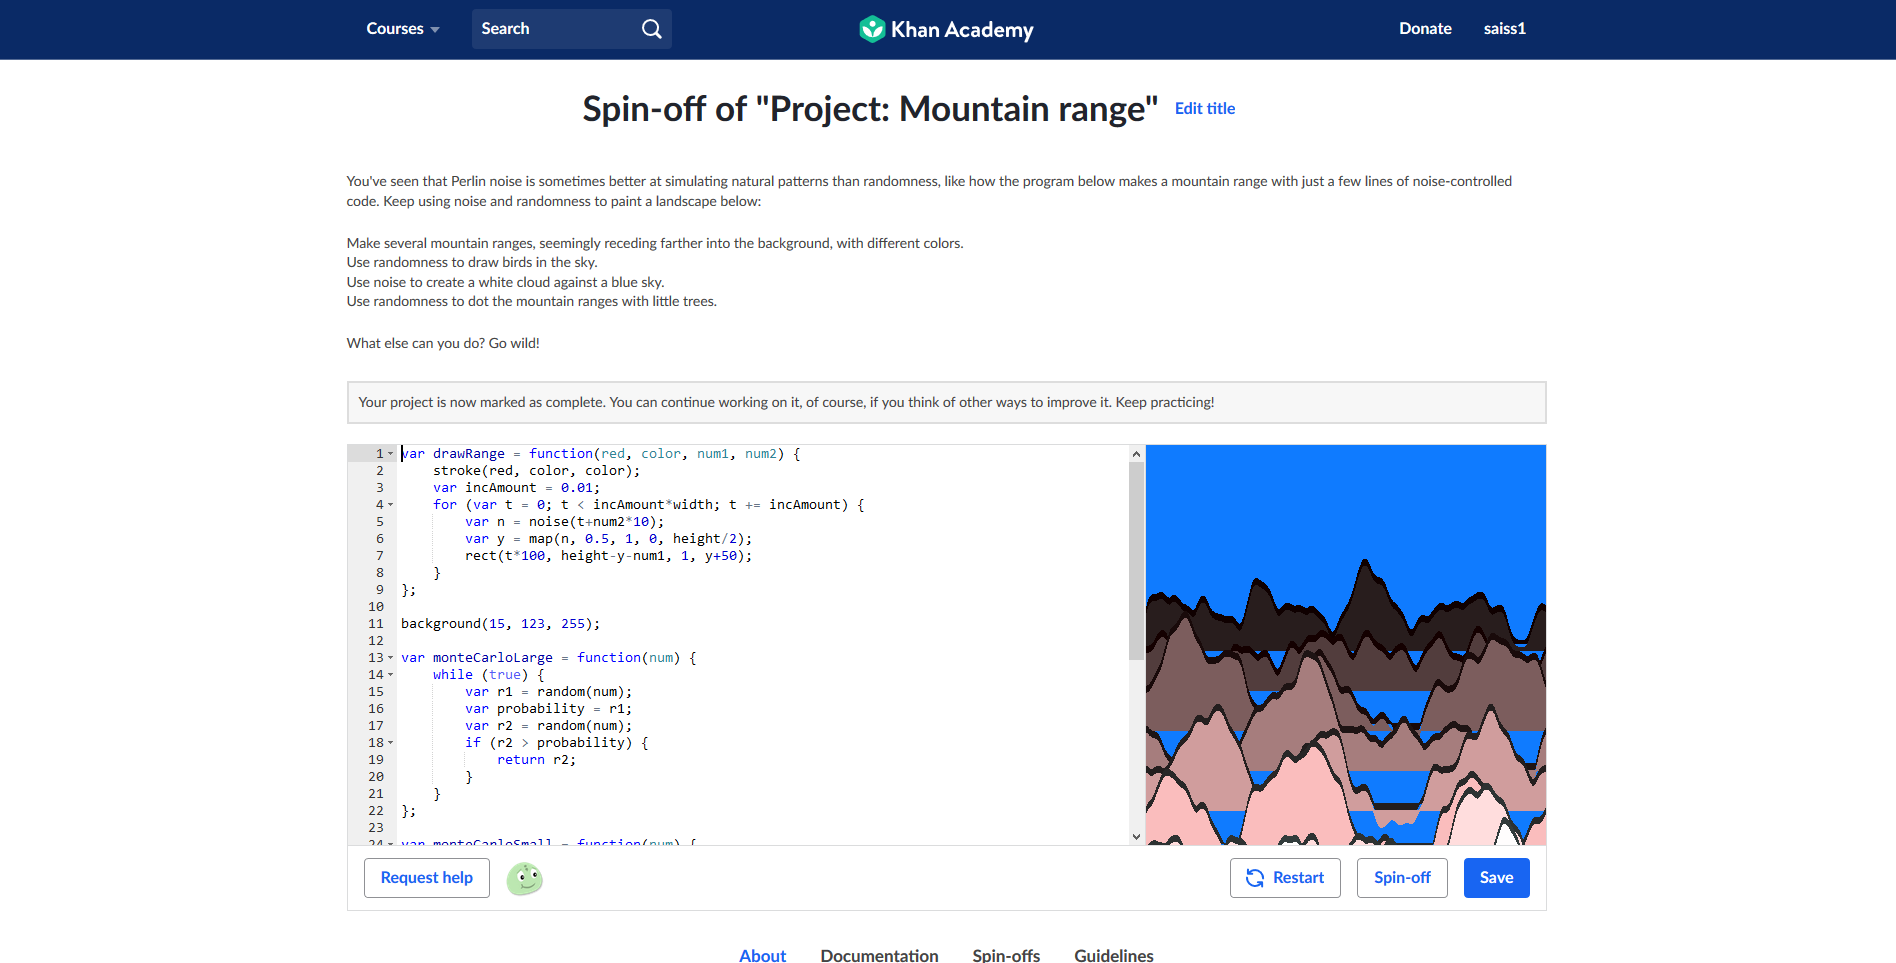 Courses
Search
Khan Academy
Donate
saiss1
Spin-off of "Project: Mountain range"
Edit title
You've seen that Perlin noise is sometimes better at simulating natural patterns than randomness, like how the program below makes a mountain range with just a few lines of noise-controlled
code. Keep using noise and randomness to paint a landscape below:
Make several mountain ranges, seemingly receding farther into the background, with different colors.
Use randomness to draw birds in the sky.
Use noise to create a white cloud against a blue sky.
Use randomness to dot the mountain ranges with little trees.
What else can you do? Go wild!
Your project is now marked as complete. You can continue working on it, of course, if you think of other ways to improve it. Keep practicing!
1 var drawRange = function(red, color, num1, num2) {
2     stroke(red, color, color);
3     var incAmount = 0.01;
4     for (var t = 0; t < incAmount*width; t += incAmount) {
5         var n = noise(t+num2*10);
6         var y = map(n, 0.5, 1, 0, height/2);
7         rect(t*100, height-y-num1, 1, y+50);
8     }
9 };
10
11 background(15, 123, 255);
12
13 var monteCarloLarge = function(num) {
14     while (true) {
15         var r1 = random(num);
16         var probability = r1;
17         var r2 = random(num);
18         if (r2 > probability) {
19             return r2;
20         }
21     }
22 };
23
24 var monteCarloSmall = function(num) {
Request help
Restart
Spin-off
Save
About
Documentation
Spin-offs
Guidelines